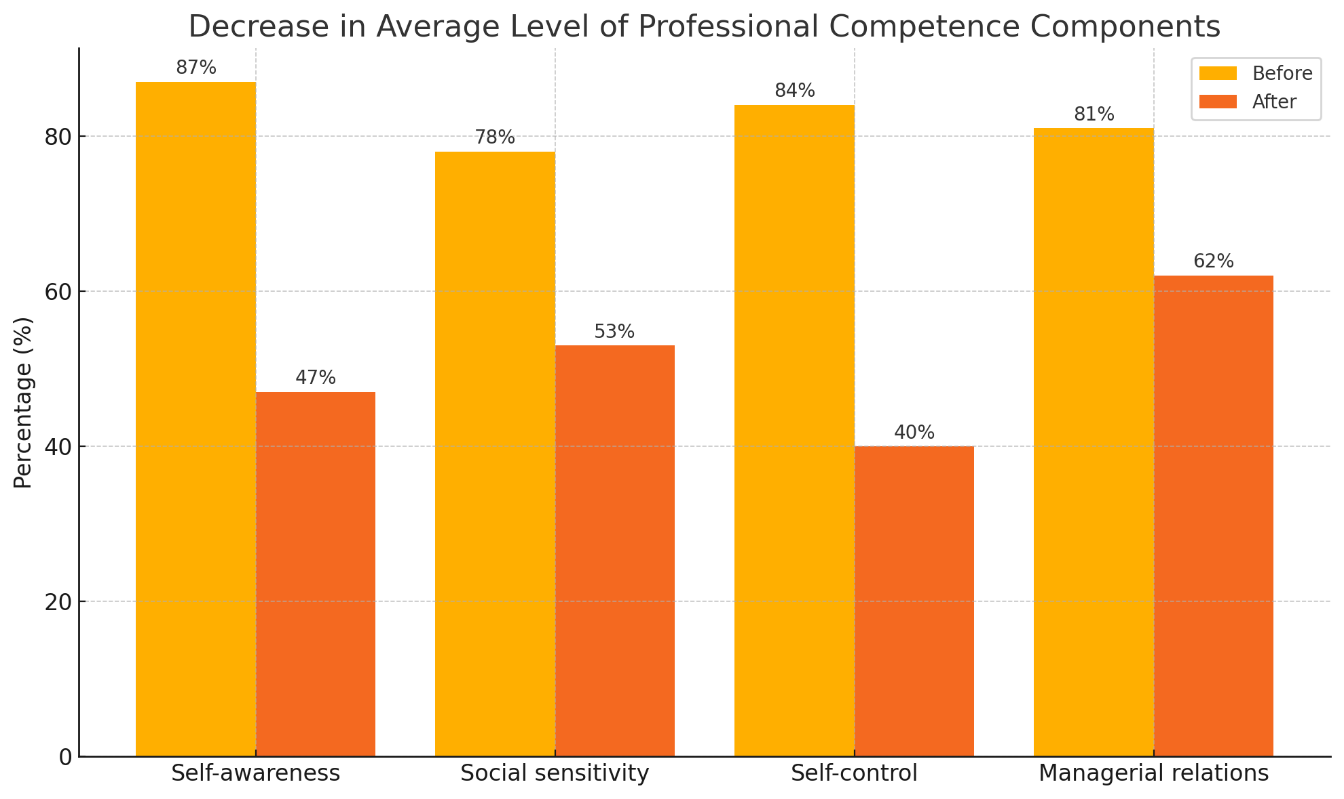 Decrease in Average Level of Professional Competence Components
Before
After
Percentage (%)
80
60
40
20
0
87%
47%
78%
53%
84%
40%
81%
62%
Self-awareness
Social sensitivity
Self-control
Managerial relations